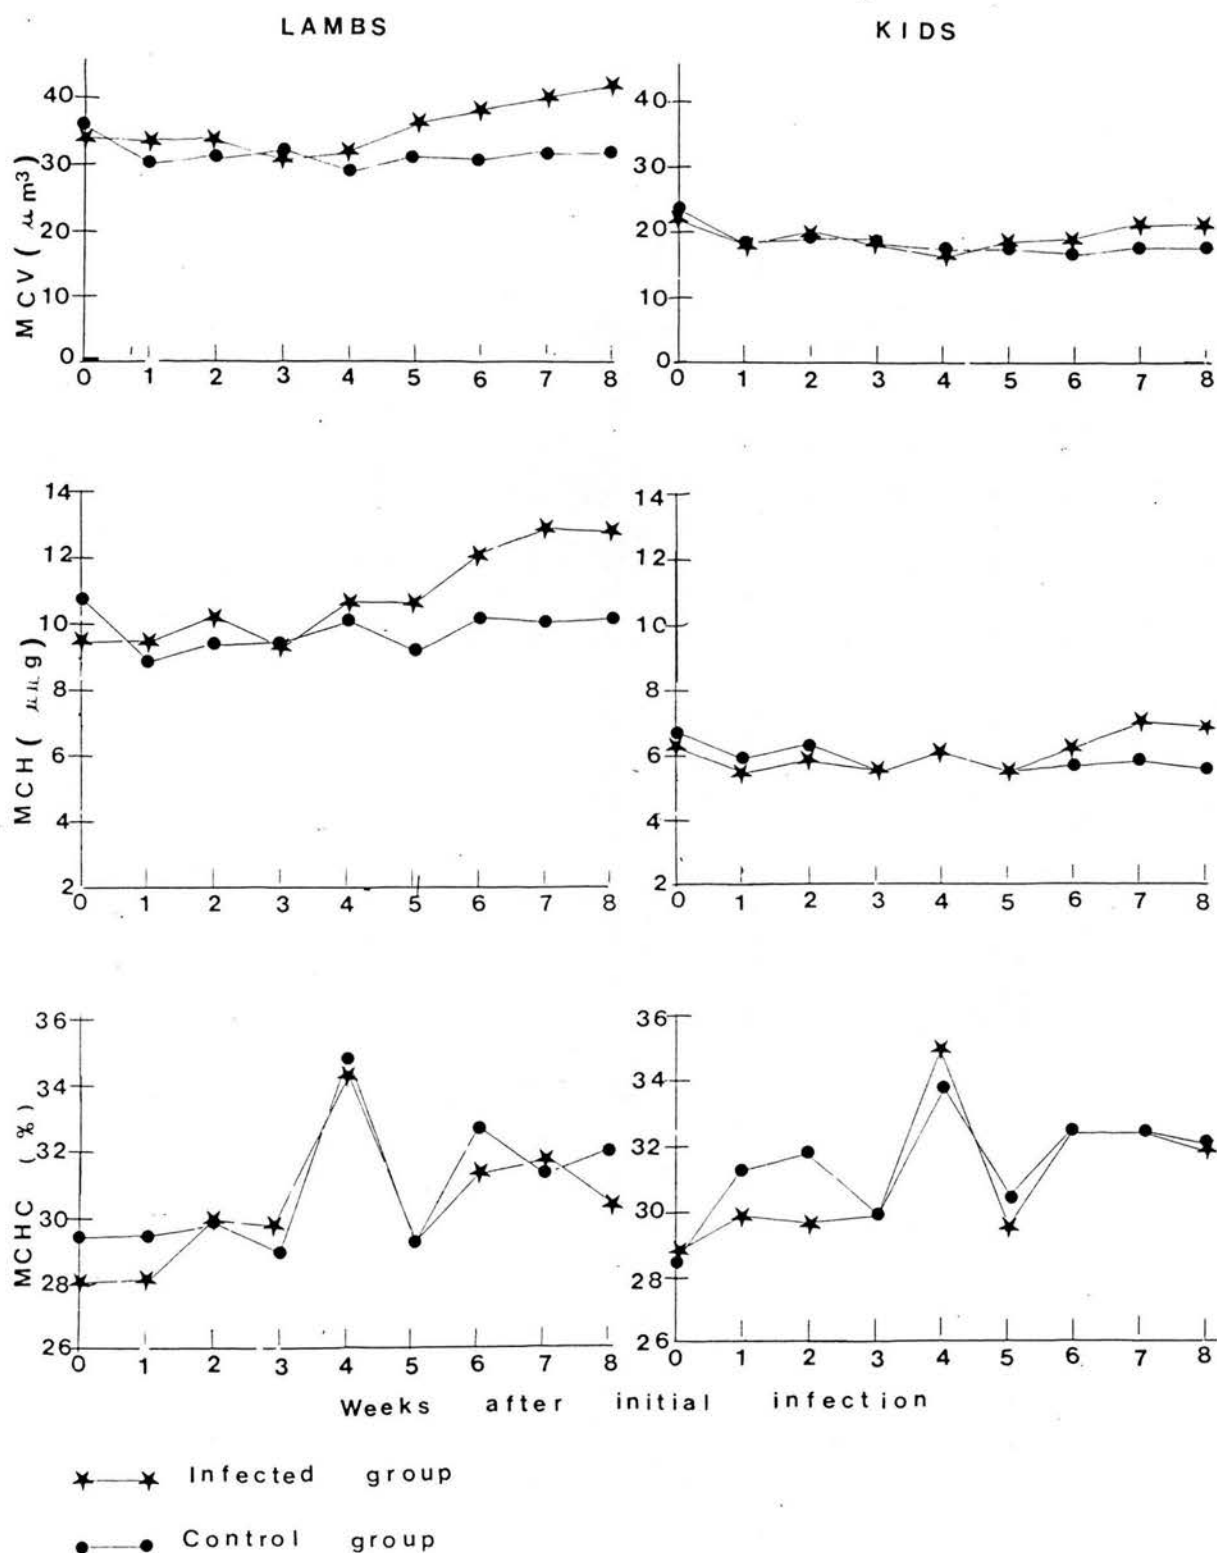 LAMBS
KIDS
MCV ( μm³)
40
30
20
10
0
0 1 2 3 4 5 6 7 8
40
30
20
10
0
0 1 2 3 4 5 6 7 8
MCH ( μμg)
14
12
10
8
6
4
2
0 1 2 3 4 5 6 7 8
14
12
10
8
6
4
2
0 1 2 3 4 5 6 7 8
MCHC (%)
36
34
32
30
28
26
0 1 2 3 4 5 6 7 8
36
34
32
30
28
26
0 1 2 3 4 5 6 7 8
Weeks after initial infection
Infected group
Control group